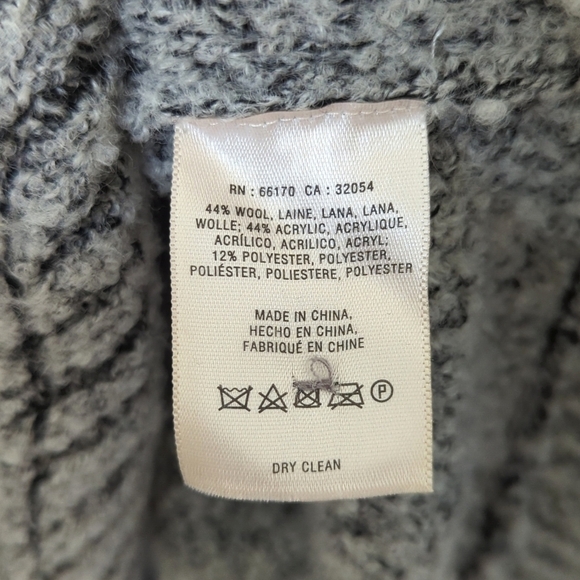 RN : 66170 CA : 32054
44% WOOL, LAINE, LANA, LANA,
WOLLE; 44% ACRYLIC, ACRYLIQUE,
ACRÍLICO, ACRILICO, ACRYL;
12% POLYESTER, POLYESTER,
POLIÉSTER, POLIESTERE, POLYESTER
MADE IN CHINA,
HECHO EN CHINA,
FABRIQUÉ EN CHINE
P
DRY CLEAN